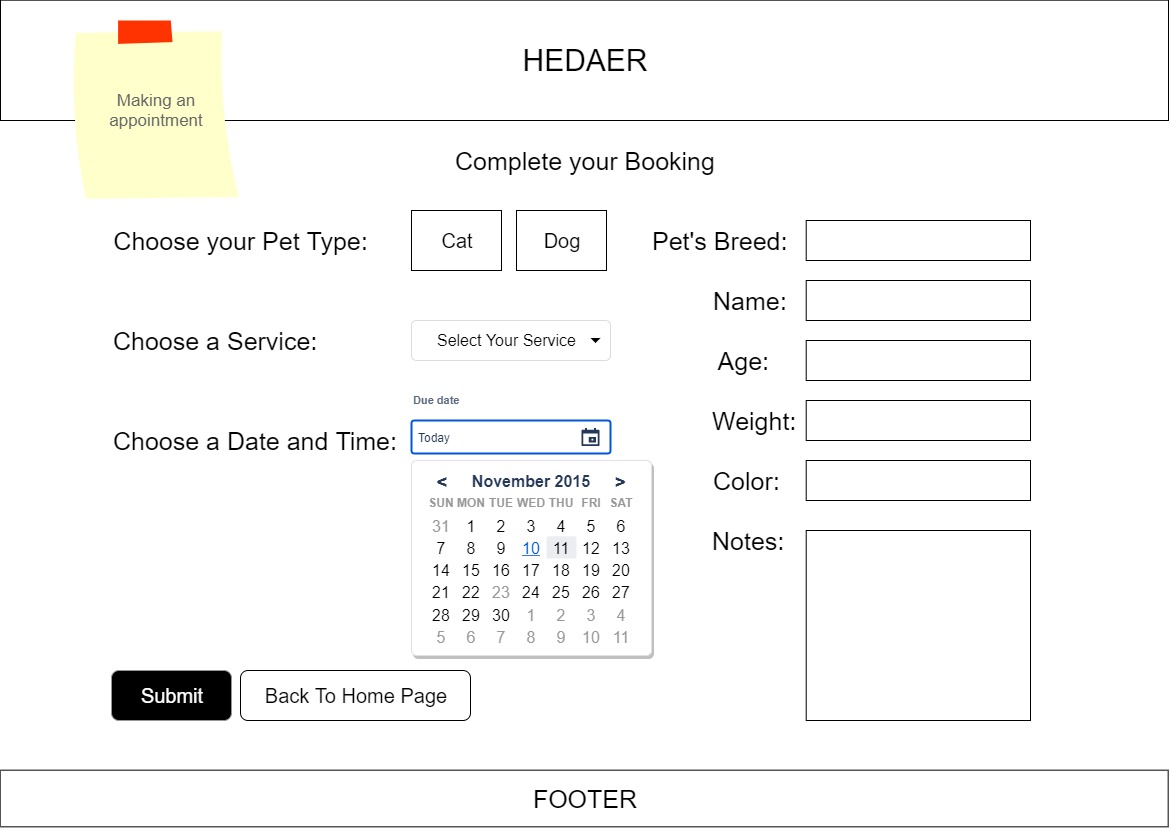 HEDAER
Making an
appointment
Complete your Booking
Choose your Pet Type:
Cat
Dog
Choose a Service:
Select Your Service
Due date
Choose a Date and Time:
Today
< November 2015 >
SUN MON TUE WED THU FRI SAT
31 1 2 3 4 5 6
7 8 9 10 11 12 13
14 15 16 17 18 19 20
21 22 23 24 25 26 27
28 29 30 1 2 3 4
5 6 7 8 9 10 11
Pet's Breed:
Name:
Age:
Weight:
Color:
Notes:
Submit
Back To Home Page
FOOTER